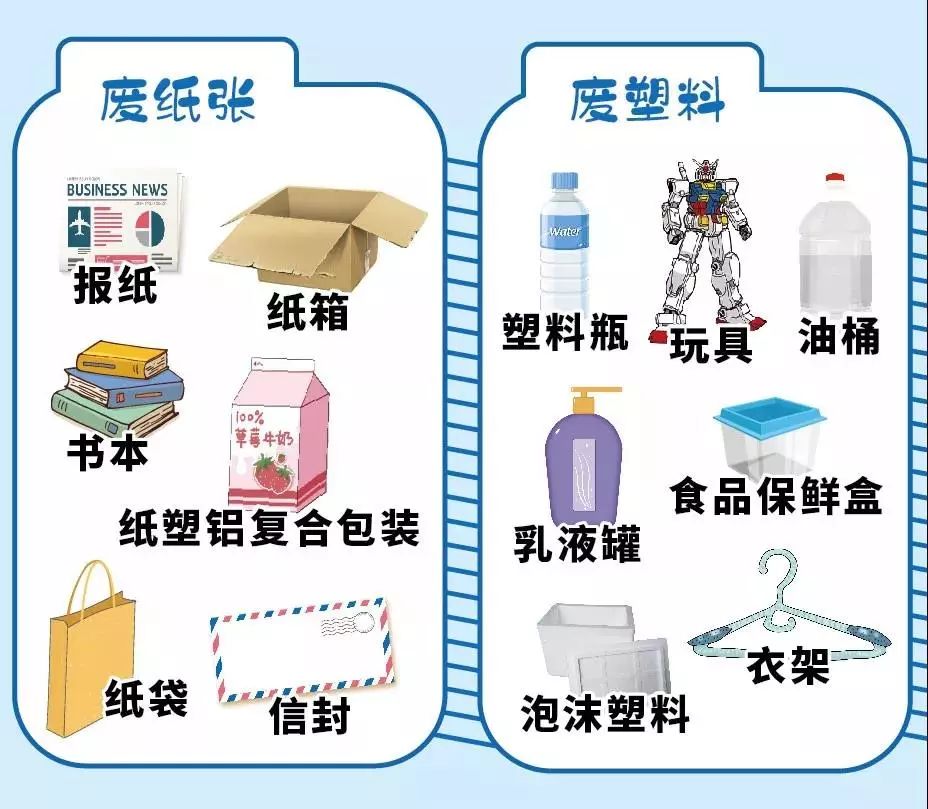 废纸张
BUSINESS NEWS
报纸
纸箱
书本
100%
草莓牛奶
纸塑铝复合包装
纸袋
信封
废塑料
Water
塑料瓶
玩具
油桶
乳液罐
食品保鲜盒
泡沫塑料
衣架